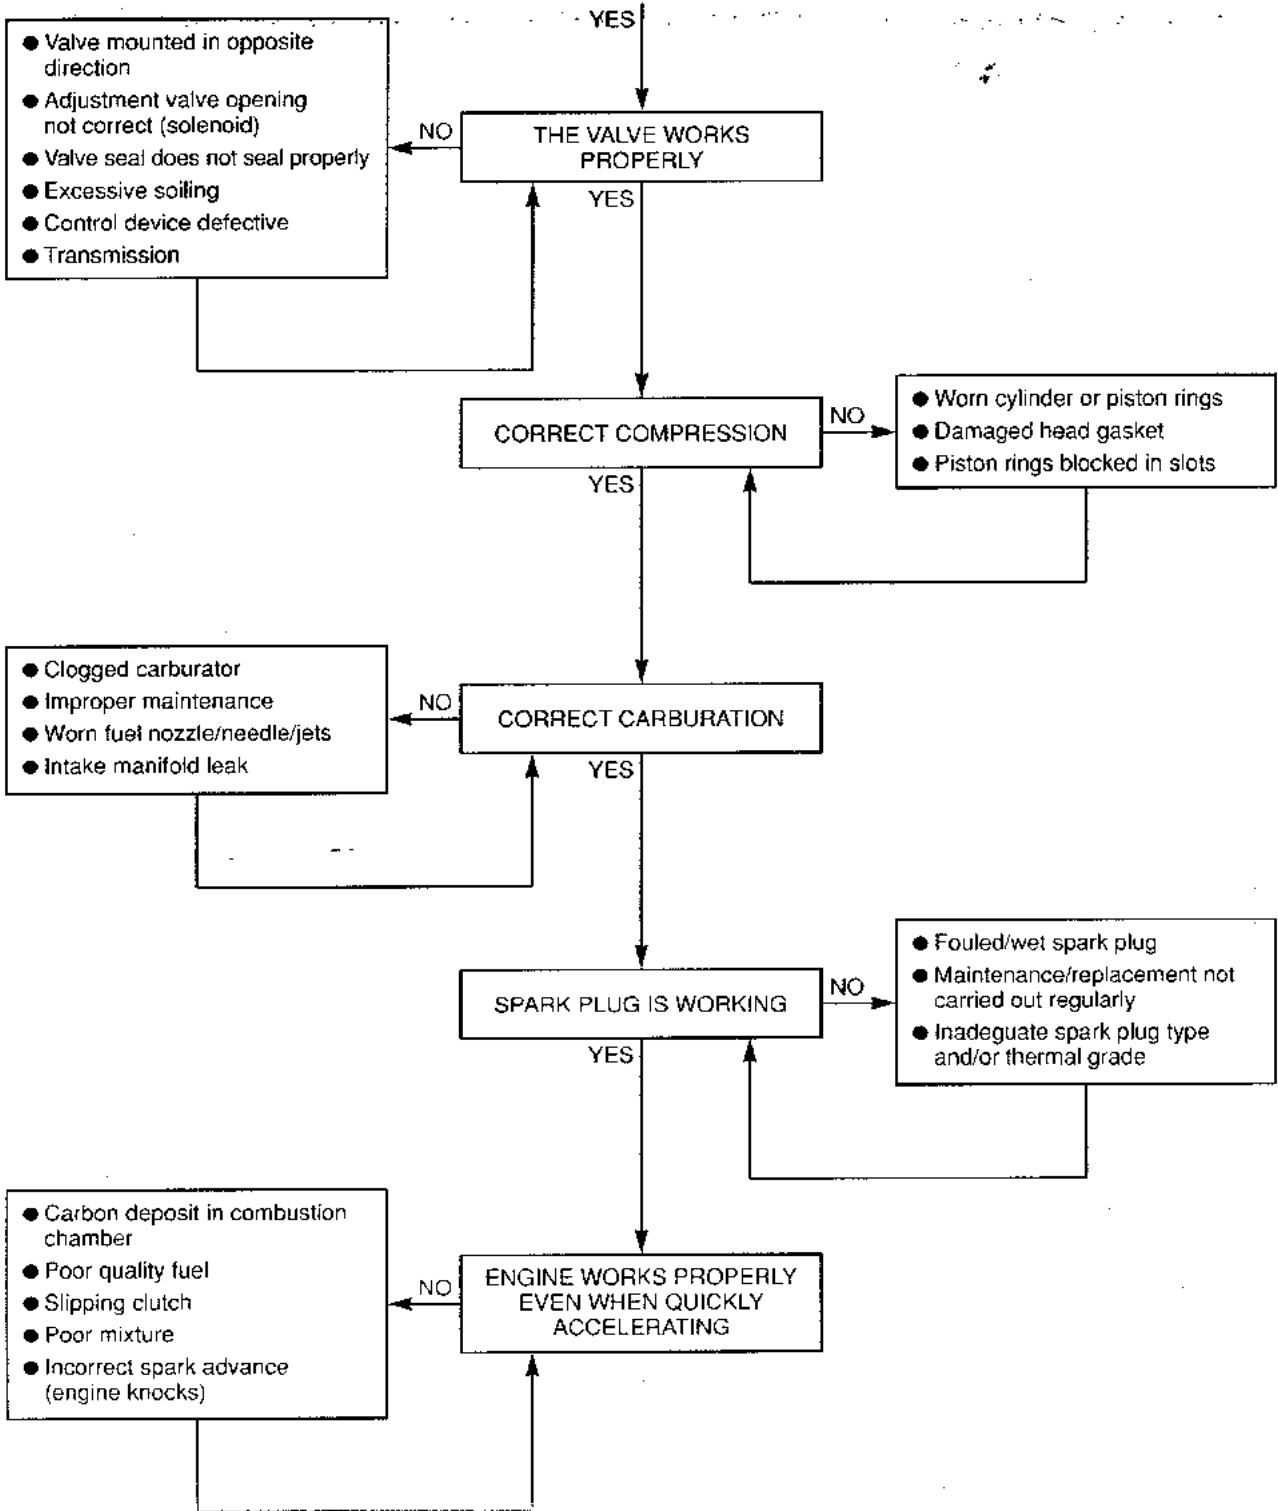 YES
● Valve mounted in opposite
direction
● Adjustment valve opening
not correct (solenoid)
● Valve seal does not seal properly
● Excessive soiling
● Control device defective
● Transmission
NO
THE VALVE WORKS
PROPERLY
YES
CORRECT COMPRESSION
NO
● Worn cylinder or piston rings
● Damaged head gasket
● Piston rings blocked in slots
YES
● Clogged carburator
● Improper maintenance
● Worn fuel nozzle/needle/jets
● Intake manifold leak
NO
CORRECT CARBURATION
YES
SPARK PLUG IS WORKING
NO
● Fouled/wet spark plug
● Maintenance/replacement not
carried out regularly
● Inadeguate spark plug type
and/or thermal grade
YES
● Carbon deposit in combustion
chamber
● Poor quality fuel
● Slipping clutch
● Poor mixture
● Incorrect spark advance
(engine knocks)
NO
ENGINE WORKS PROPERLY
EVEN WHEN QUICKLY
ACCELERATING